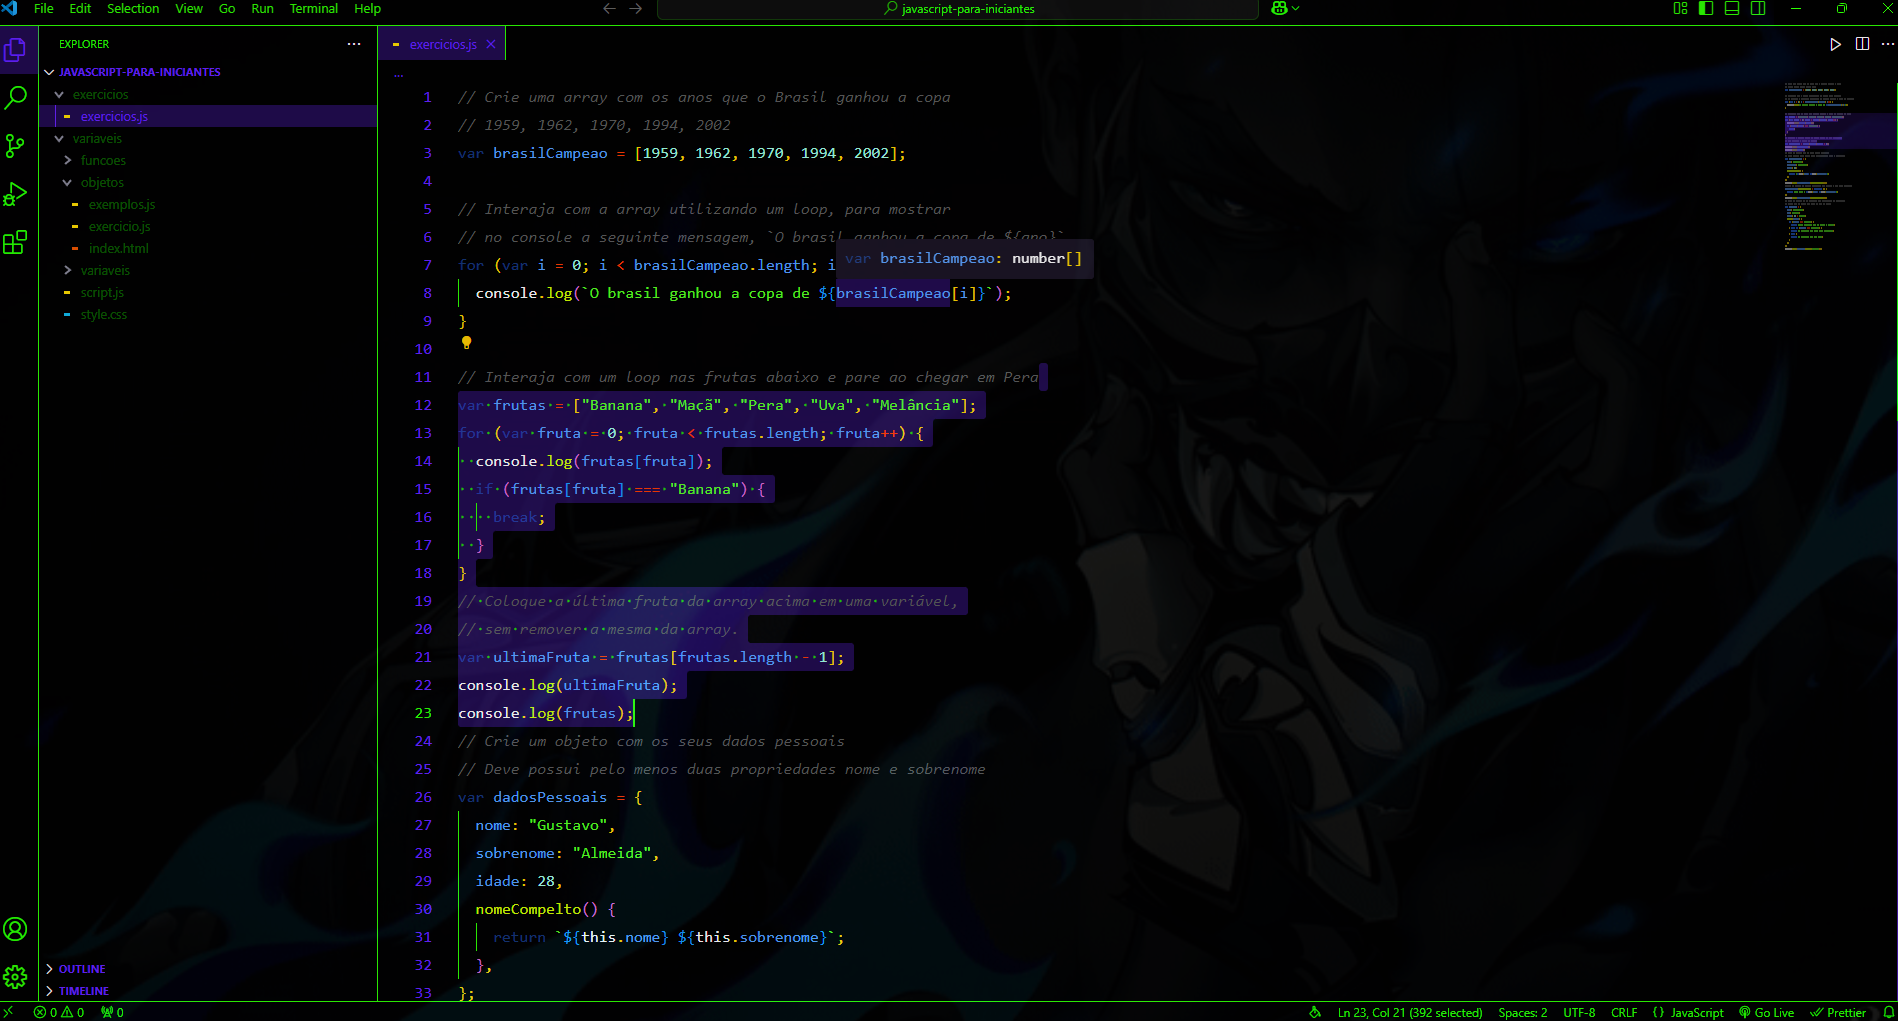 File Edit Selection View Go Run Terminal Help
javascript-para-iniciantes
EXPLORER
JAVASCRIPT-PARA-INICIANTES
exercicios
exercicios.js
variaveis
funcoes
objetos
exemplos.js
exercicio.js
index.html
variaveis
script.js
style.css
OUTLINE
TIMELINE
exercicios.js
...
1 // Crie uma array com os anos que o Brasil ganhou a copa
2 // 1959, 1962, 1970, 1994, 2002
3 var brasilCampeao = [1959, 1962, 1970, 1994, 2002];
4
5 // Interaja com a array utilizando um loop, para mostrar
6 // no console a seguinte mensagem, `O brasil ganhou a copa de ${ano}`
7 for (var i = 0; i < brasilCampeao.length; i
var brasilCampeao: number[]
8 console.log(`O brasil ganhou a copa de ${brasilCampeao[i]}`);
9 }
10
11 // Interaja com um loop nas frutas abaixo e pare ao chegar em Pera
12 var frutas = ["Banana", "Maçã", "Pera", "Uva", "Melância"];
13 for (var fruta = 0; fruta < frutas.length; fruta++) {
14 console.log(frutas[fruta]);
15 if (frutas[fruta] === "Banana") {
16 break;
17 }
18 }
19 // Coloque a última fruta da array acima em uma variável,
20 // sem remover a mesma da array.
21 var ultimaFruta = frutas[frutas.length - 1];
22 console.log(ultimaFruta);
23 console.log(frutas);
24 // Crie um objeto com os seus dados pessoais
25 // Deve possui pelo menos duas propriedades nome e sobrenome
26 var dadosPessoais = {
27 nome: "Gustavo",
28 sobrenome: "Almeida",
29 idade: 28,
30 nomeCompelto() {
31 return `${this.nome} ${this.sobrenome}`;
32 },
33 };
0 0 0 Ln 23, Col 21 (392 selected) Spaces: 2 UTF-8 CRLF {} JavaScript Go Live Prettier